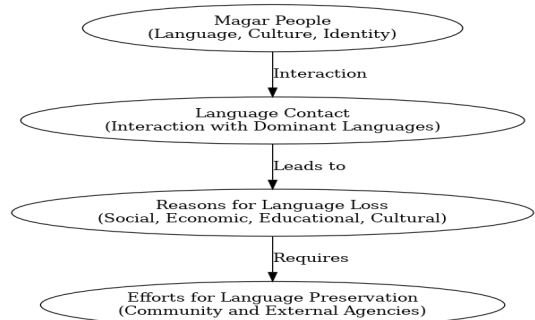 Magar People
(Language, Culture, Identity)
Interaction
Language Contact
(Interaction with Dominant Languages)
Leads to
Reasons for Language Loss
(Social, Economic, Educational, Cultural)
Requires
Efforts for Language Preservation
(Community and External Agencies)